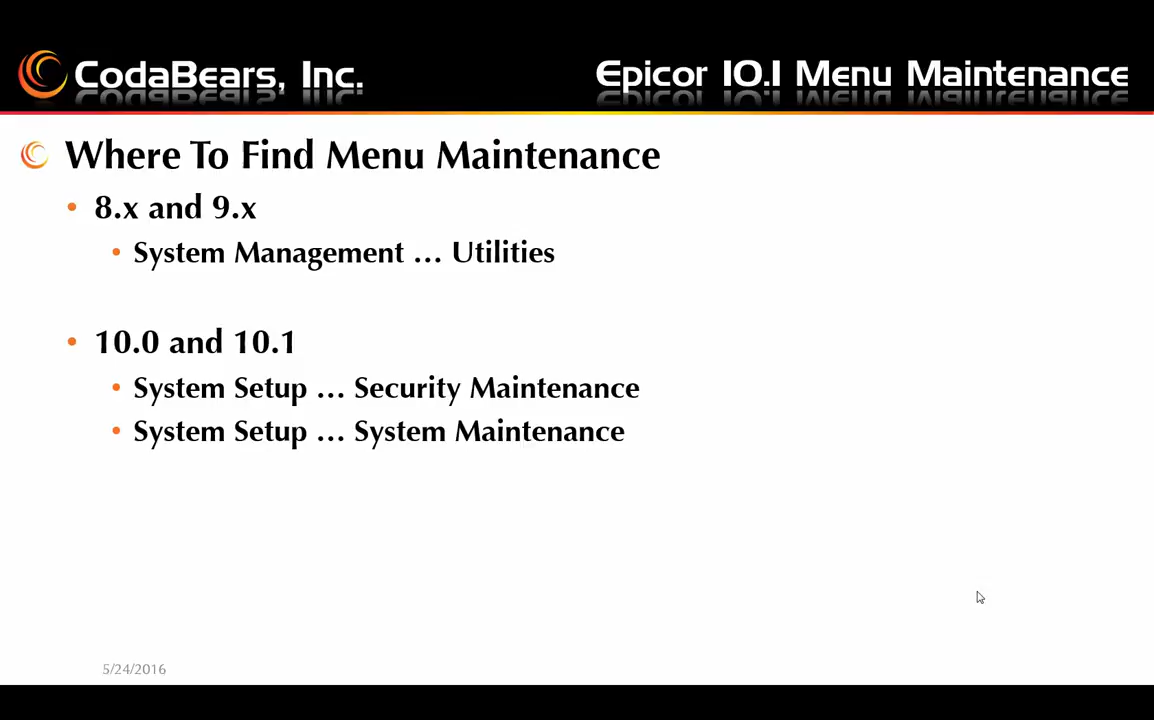 CodaBears, Inc.
Epicor 10.1 Menu Maintenance
Where To Find Menu Maintenance
• 8.x and 9.x
• System Management ... Utilities
• 10.0 and 10.1
• System Setup ... Security Maintenance
• System Setup ... System Maintenance
5/24/2016